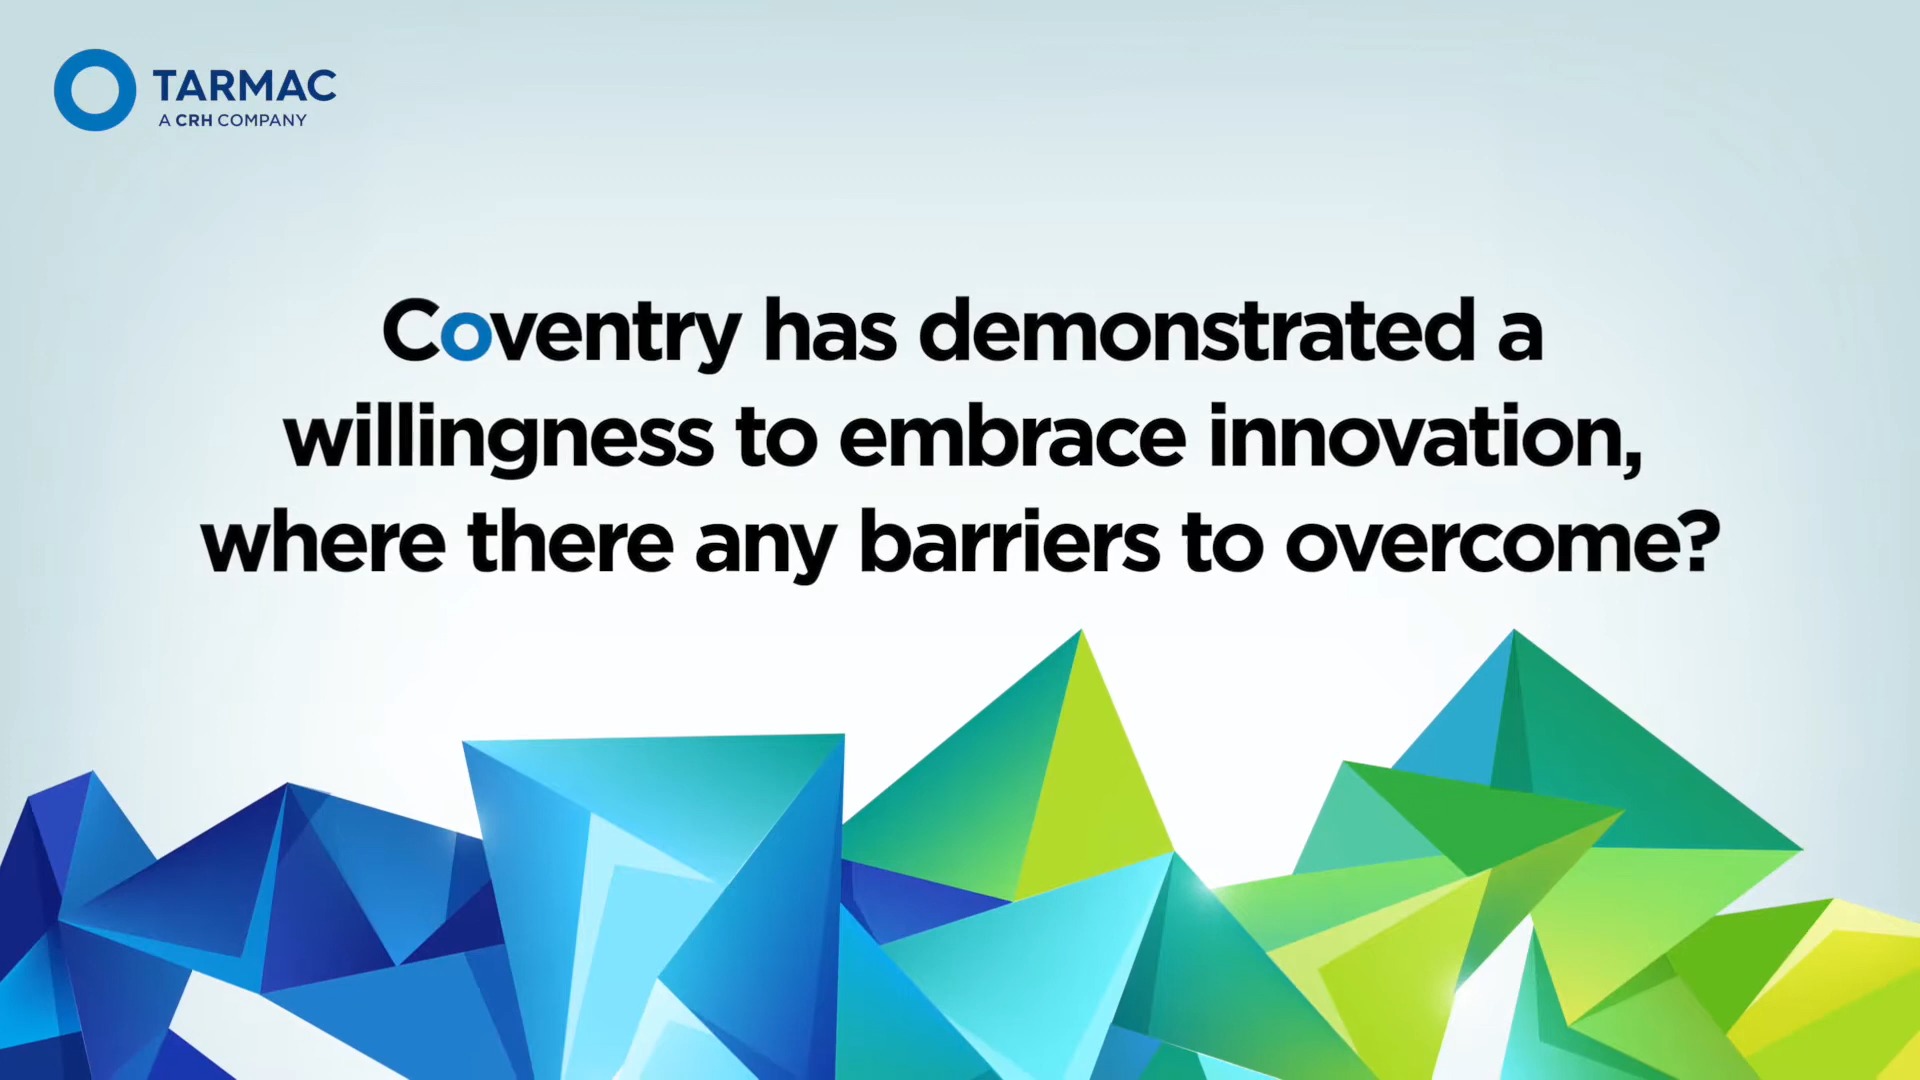 TARMAC
A CRH COMPANY
Coventry has demonstrated a
willingness to embrace innovation,
where there any barriers to overcome?